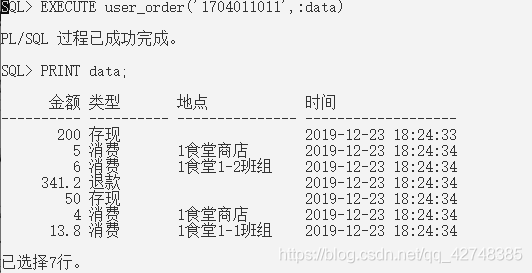 SQL> EXECUTE user_order('1704011011',:data)
PL/SQL 过程已成功完成。
SQL> PRINT data;
金额 类型 地点 时间
---------- ---------- ------------ -------------------
200 存现 2019-12-23 18:24:33
5 消费 1食堂商店 2019-12-23 18:24:34
6 消费 1食堂1-2班组 2019-12-23 18:24:34
341.2 退款 2019-12-23 18:24:34
50 存现 2019-12-23 18:24:34
4 消费 1食堂商店 2019-12-23 18:24:34
13.8 消费 1食堂1-1班组 2019-12-23 18:24:34
已选择7行。
https://blog.csdn.net/qq_42748385